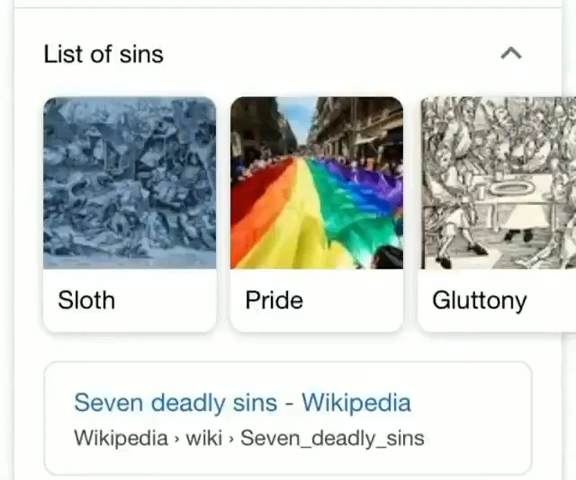 List of sins
Sloth
Pride
Gluttony
Seven deadly sins - Wikipedia
Wikipedia › wiki › Seven_deadly_sins